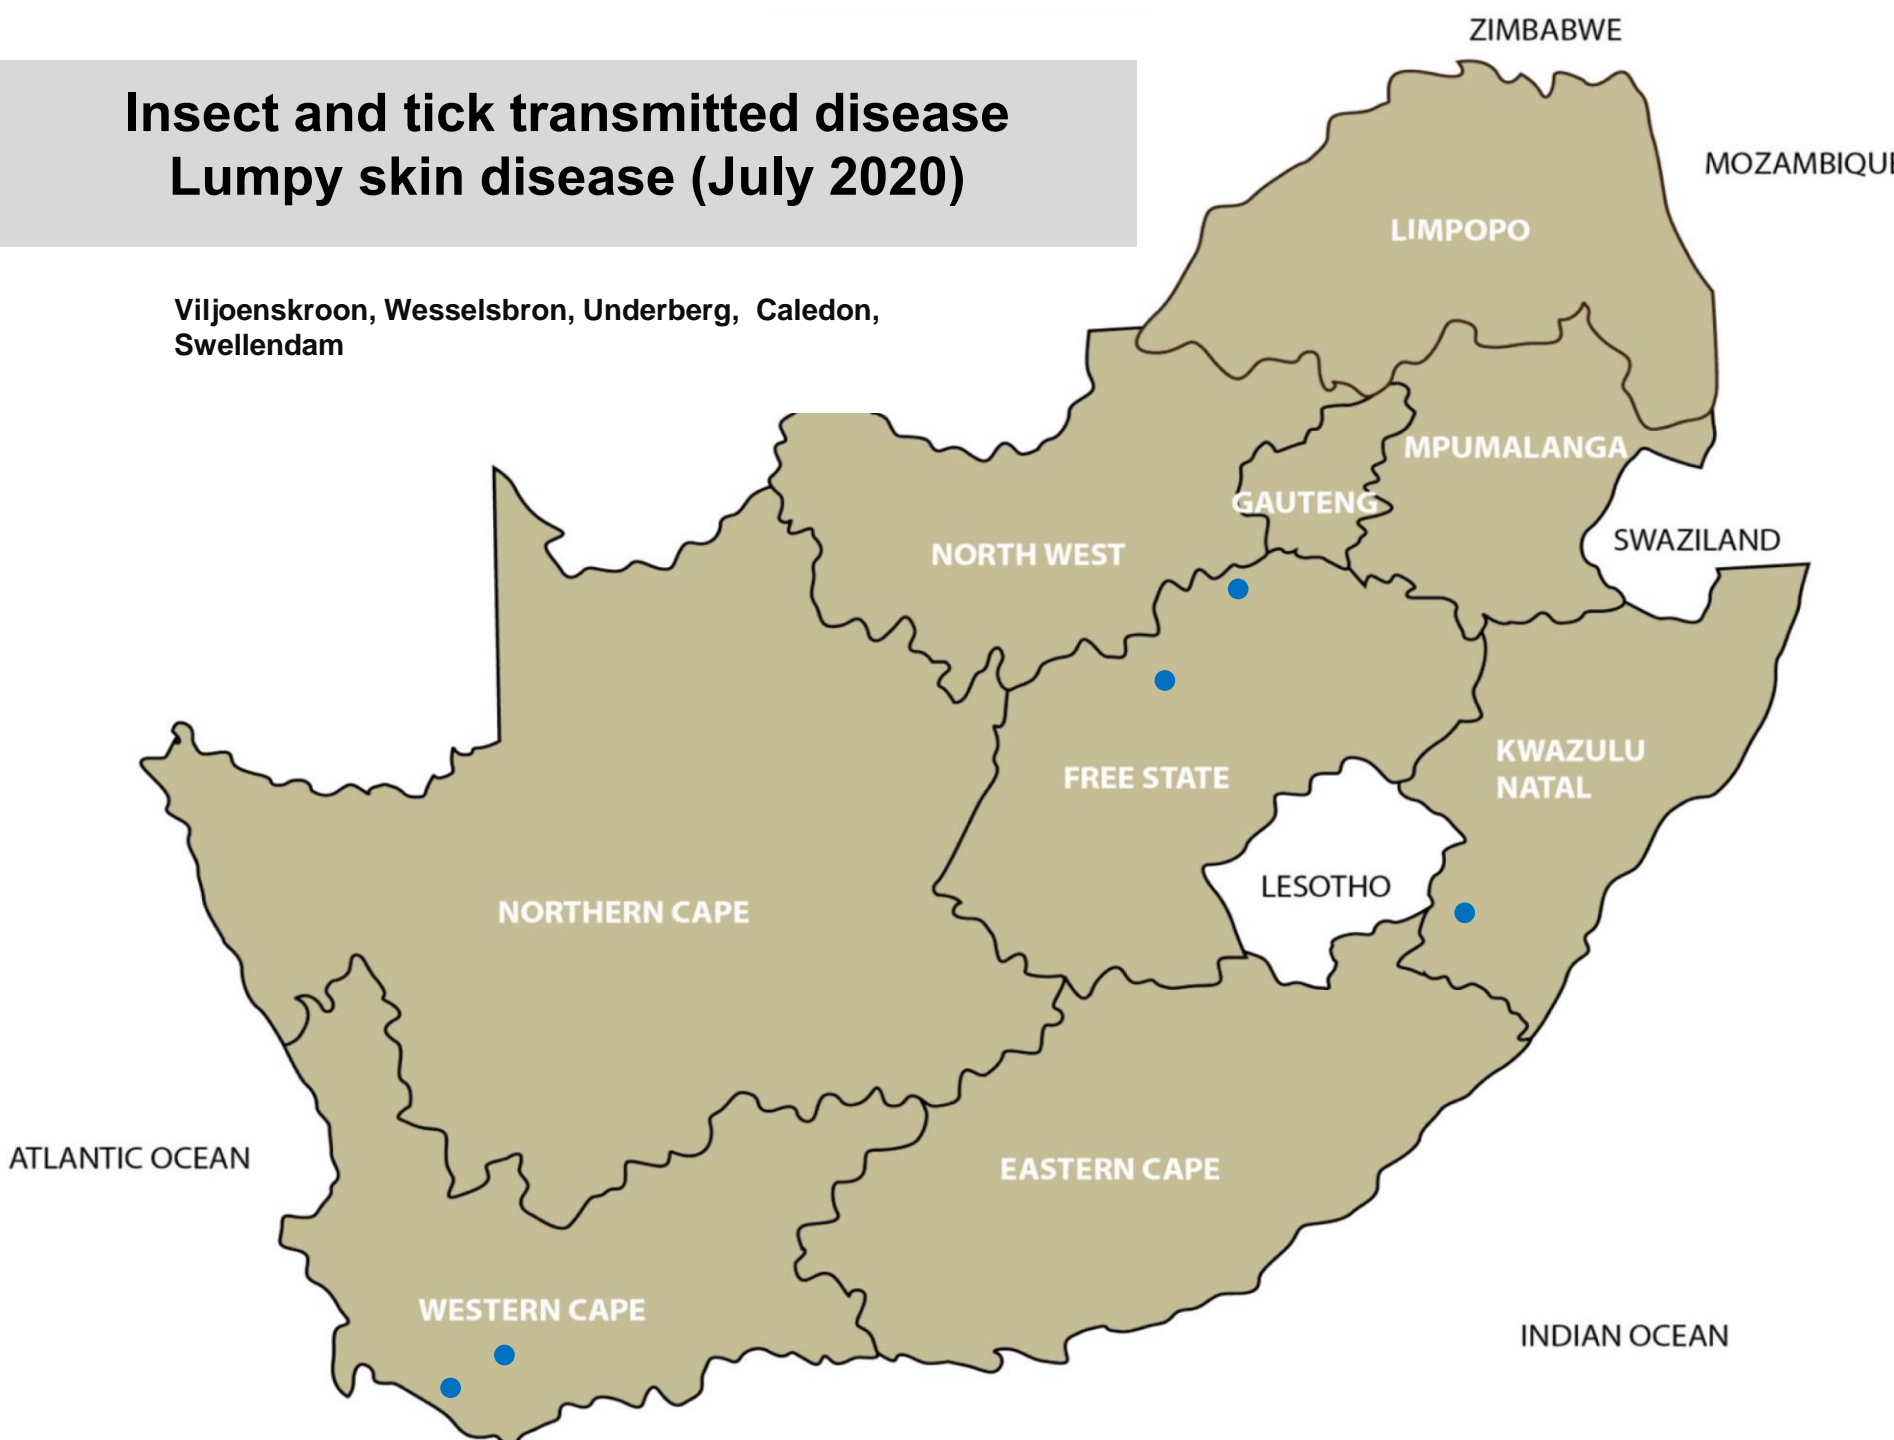 ZIMBABWE
Insect and tick transmitted disease
Lumpy skin disease (July 2020)
MOZAMBIQUE
LIMPOPO
Viljoenskroon, Wesselsbron, Underberg, Caledon,
Swellendam
MPUMALANGA
GAUTENG
SWAZILAND
NORTH WEST
KWAZULU
NATAL
FREE STATE
LESOTHO
NORTHERN CAPE
ATLANTIC OCEAN
EASTERN CAPE
WESTERN CAPE
INDIAN OCEAN